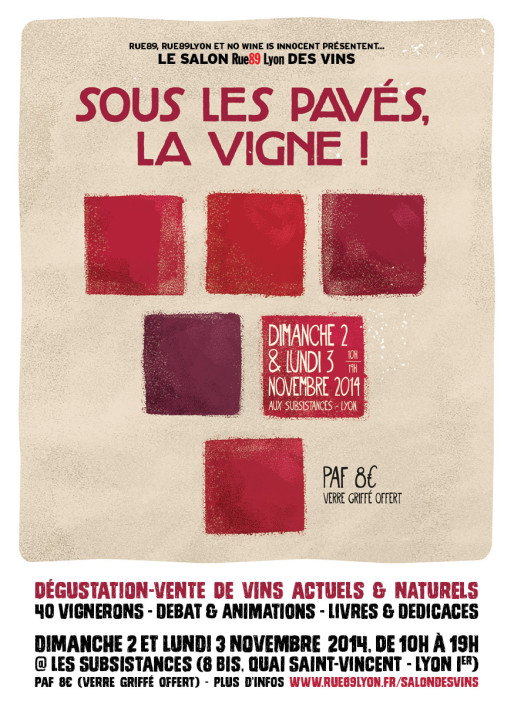 RUE89, RUE89LYON ET NO WINE IS INNOCENT PRÉSENTENT...
LE SALON Rue89 Lyon DES VINS
SOUS LES PAVÉS,
LA VIGNE !
DIMANCHE 2
& LUNDI 3 10H 19H
NOVEMBRE 2014
AUX SUBSISTANCES - LYON
PAF 8€
VERRE GRIFFÉ OFFERT
DÉGUSTATION-VENTE DE VINS ACTUELS & NATURELS
40 VIGNERONS - DEBAT & ANIMATIONS - LIVRES & DEDICACES
DIMANCHE 2 ET LUNDI 3 NOVEMBRE 2014, DE 10H À 19H
@ LES SUBSISTANCES (8 BIS, QUAI SAINT-VINCENT - LYON IER)
PAF 8€ (VERRE GRIFFÉ OFFERT) - PLUS D'INFOS WWW.RUE89LYON.FR/SALONDESVINS